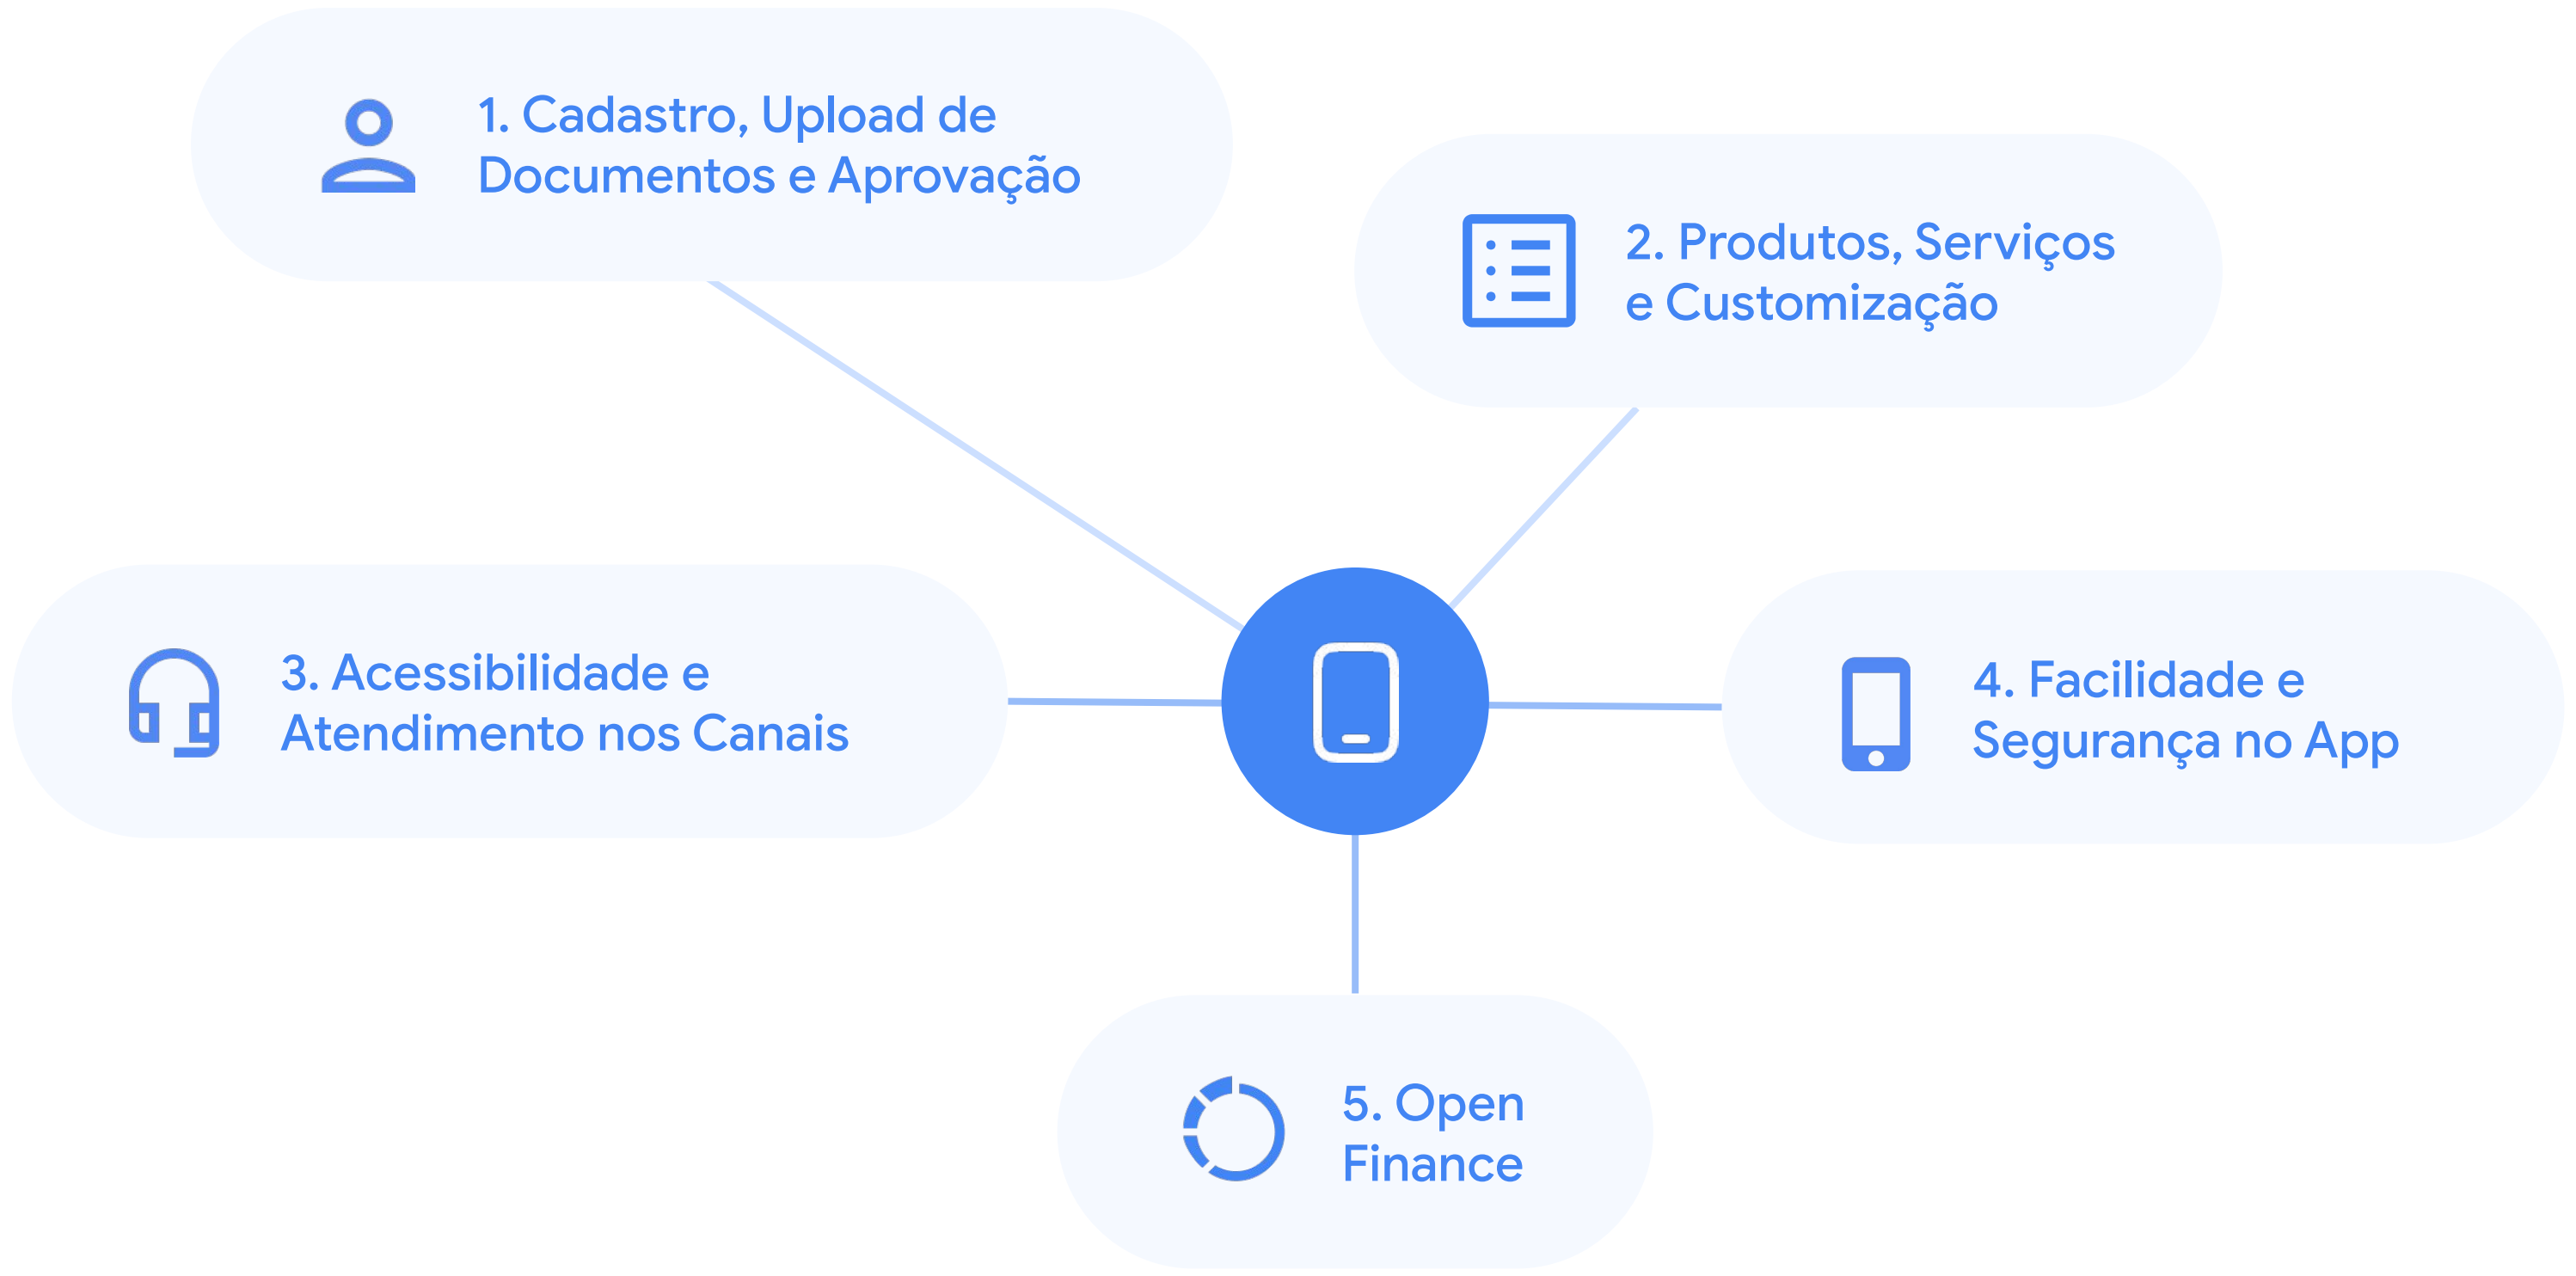 1. Cadastro, Upload de
Documentos e Aprovação
2. Produtos, Serviços
e Customização
3. Acessibilidade e
Atendimento nos Canais
4. Facilidade e
Segurança no App
5. Open
Finance